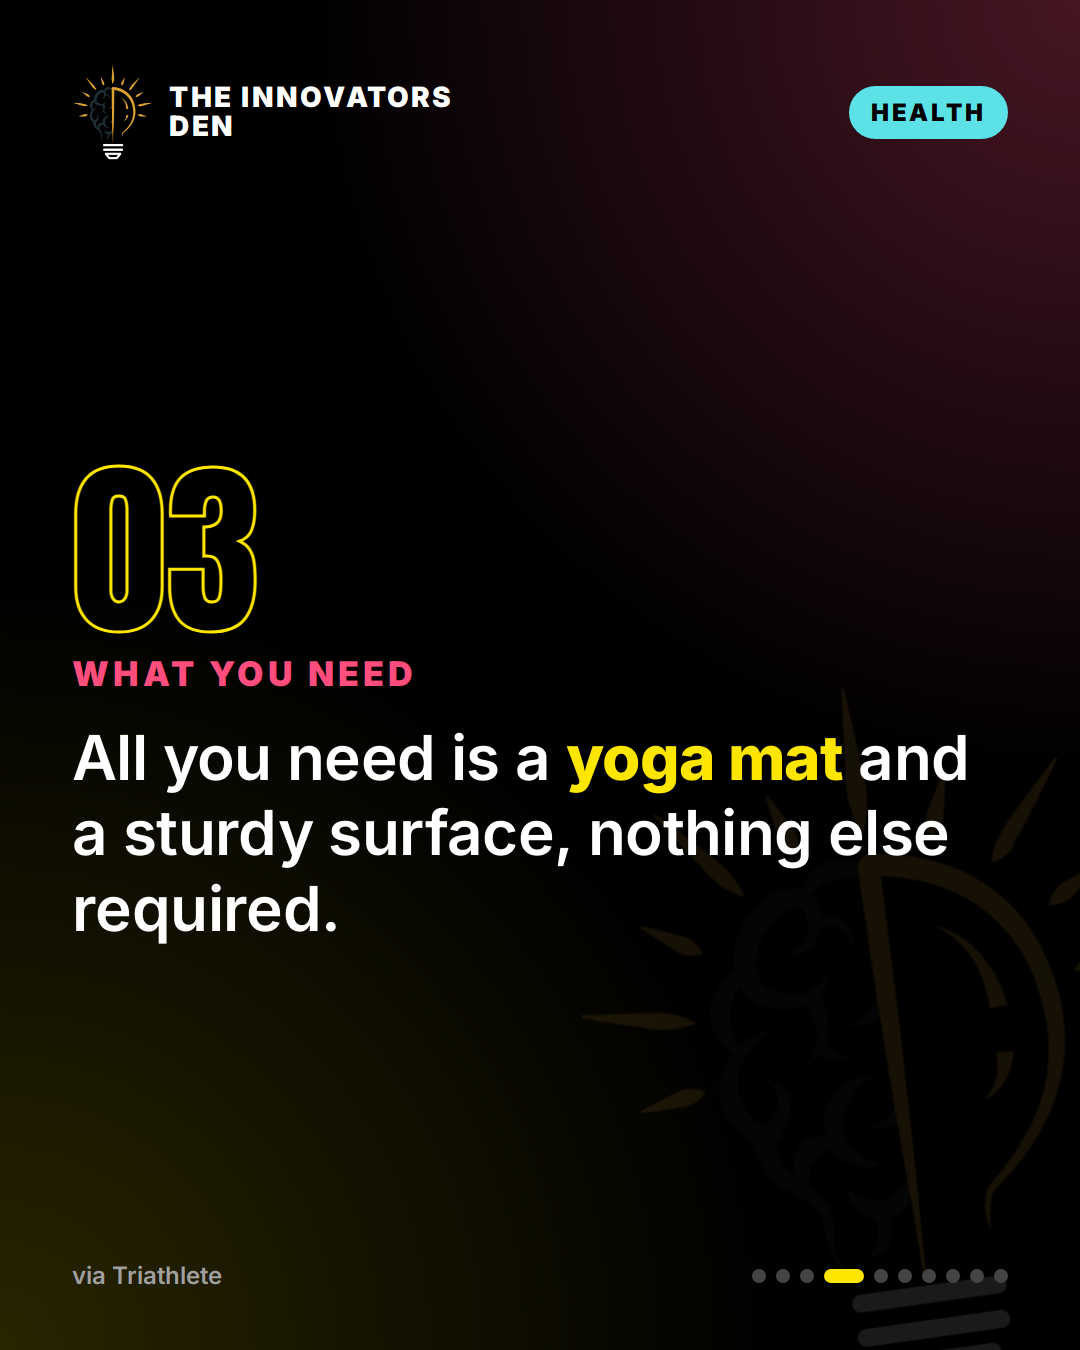 THE INNOVATORS
DEN
HEALTH
03
WHAT YOU NEED
All you need is a yoga mat and
a sturdy surface, nothing else
required.
via Triathlete